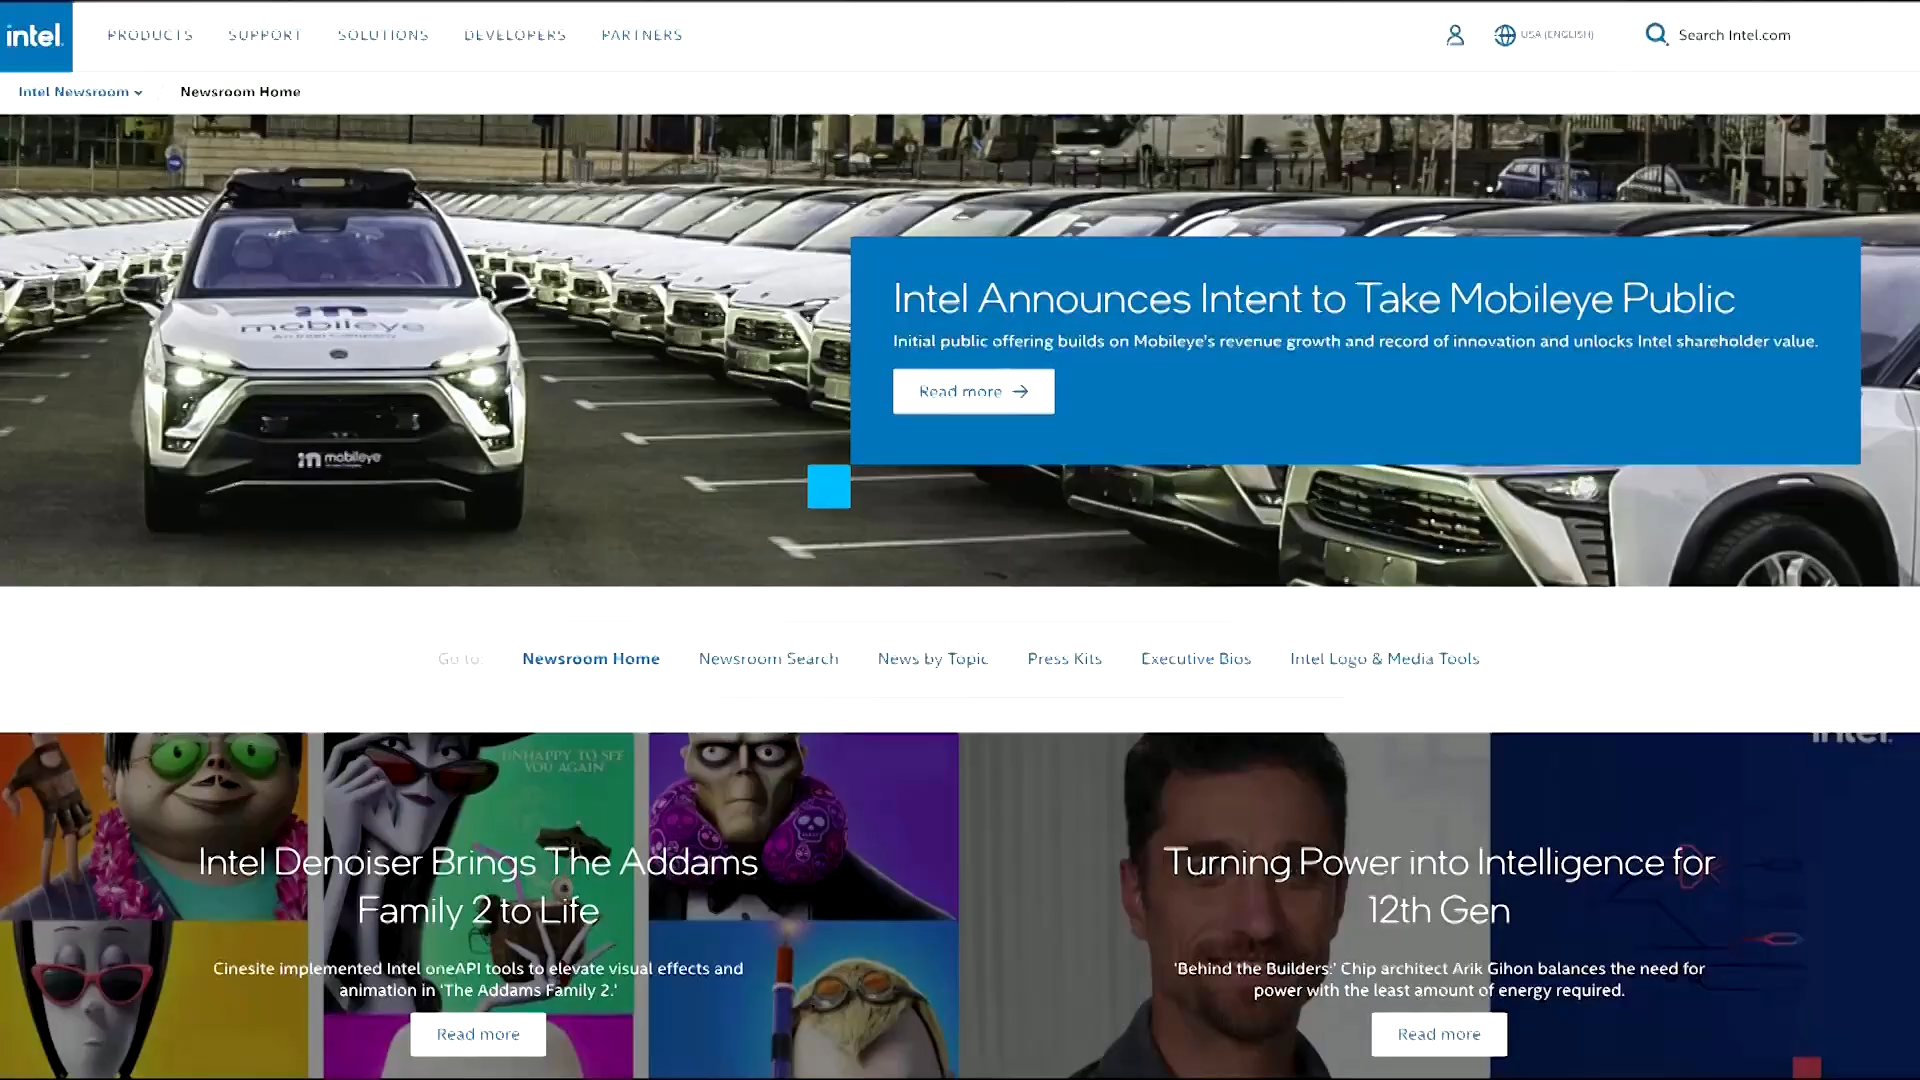 intel.
PRODUCTS SUPPORT SOLUTIONS DEVELOPERS PARTNERS
USA (ENGLISH)
Search Intel.com
Intel Newsroom
Newsroom Home
mobileye
An Intel Company
mobileye
Intel Announces Intent to Take Mobileye Public
Initial public offering builds on Mobileye's revenue growth and record of innovation and unlocks Intel shareholder value.
Read more →
Go to: Newsroom Home Newsroom Search News by Topic Press Kits Executive Bios Intel Logo & Media Tools
UNHAPPY TO SEE
YOU AGAIN
Intel Denoiser Brings The Addams
Family 2 to Life
Cinesite implemented Intel oneAPI tools to elevate visual effects and
animation in 'The Addams Family 2.'
Read more
intel.
Turning Power into Intelligence for
12th Gen
'Behind the Builders:' Chip architect Arik Gihon balances the need for
power with the least amount of energy required.
Read more